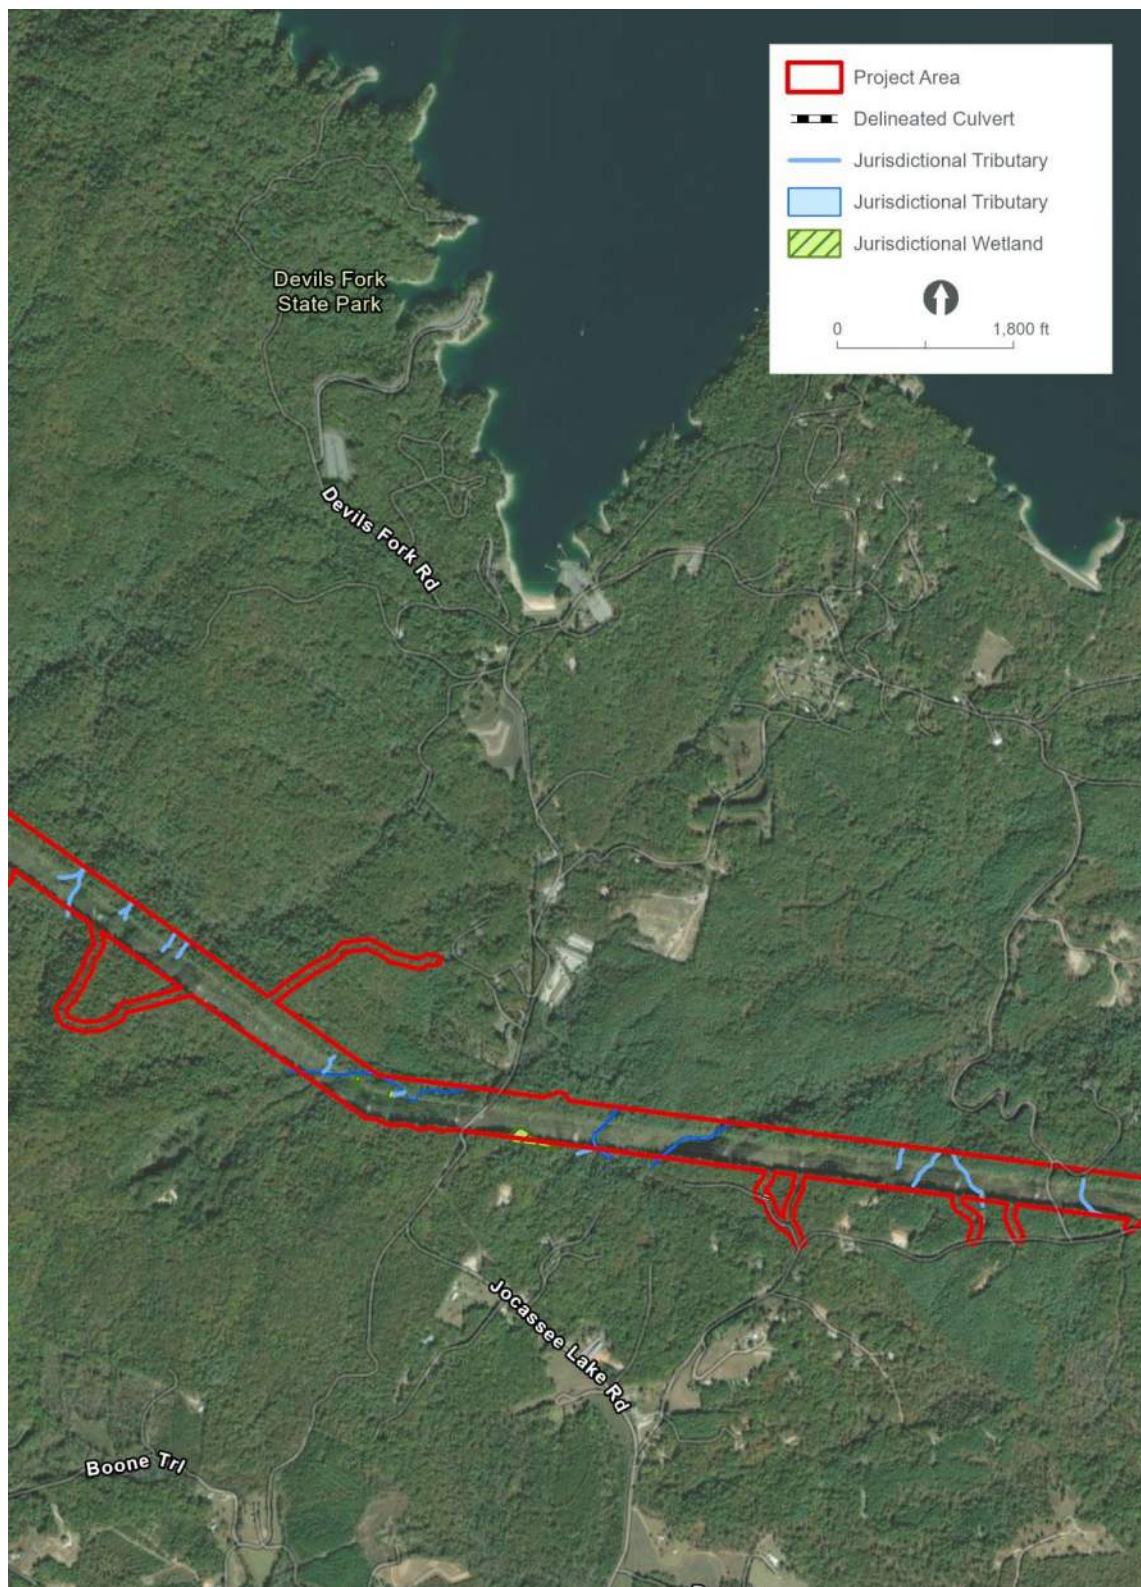 Project Area
Delineated Culvert
Jurisdictional Tributary
Jurisdictional Tributary
Jurisdictional Wetland
0 1,800 ft
Devils Fork
State Park
Devils Fork Rd
Jocassee Lake Rd
Boone Trl